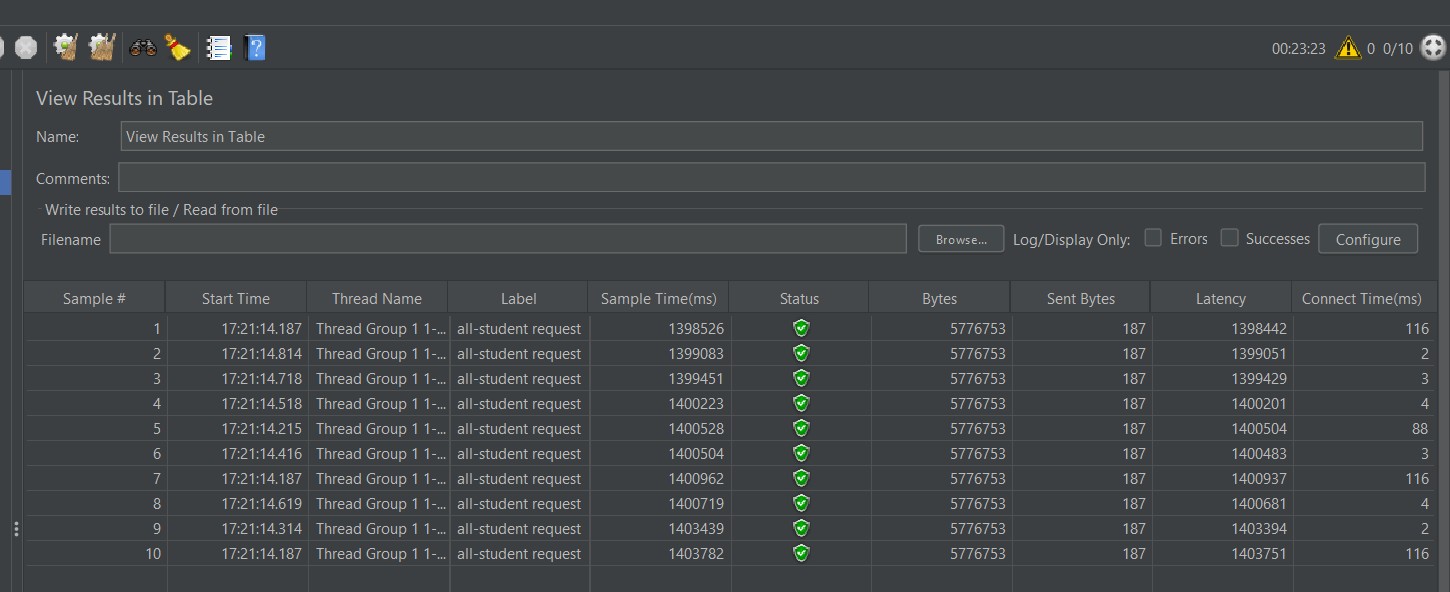 00:23:23 0 0/10
View Results in Table
Name: View Results in Table
Comments:
Write results to file / Read from file
Filename Browse... Log/Display Only: Errors Successes Configure
Sample # Start Time Thread Name Label Sample Time(ms) Status Bytes Sent Bytes Latency Connect Time(ms)
1 17:21:14.187 Thread Group 1 1-... all-student request 1398526 5776753 187 1398442 116
2 17:21:14.814 Thread Group 1 1-... all-student request 1399083 5776753 187 1399051 2
3 17:21:14.718 Thread Group 1 1-... all-student request 1399451 5776753 187 1399429 3
4 17:21:14.518 Thread Group 1 1-... all-student request 1400223 5776753 187 1400201 4
5 17:21:14.215 Thread Group 1 1-... all-student request 1400528 5776753 187 1400504 88
6 17:21:14.416 Thread Group 1 1-... all-student request 1400504 5776753 187 1400483 3
7 17:21:14.187 Thread Group 1 1-... all-student request 1400962 5776753 187 1400937 116
8 17:21:14.619 Thread Group 1 1-... all-student request 1400719 5776753 187 1400681 4
9 17:21:14.314 Thread Group 1 1-... all-student request 1403439 5776753 187 1403394 2
10 17:21:14.187 Thread Group 1 1-... all-student request 1403782 5776753 187 1403751 116